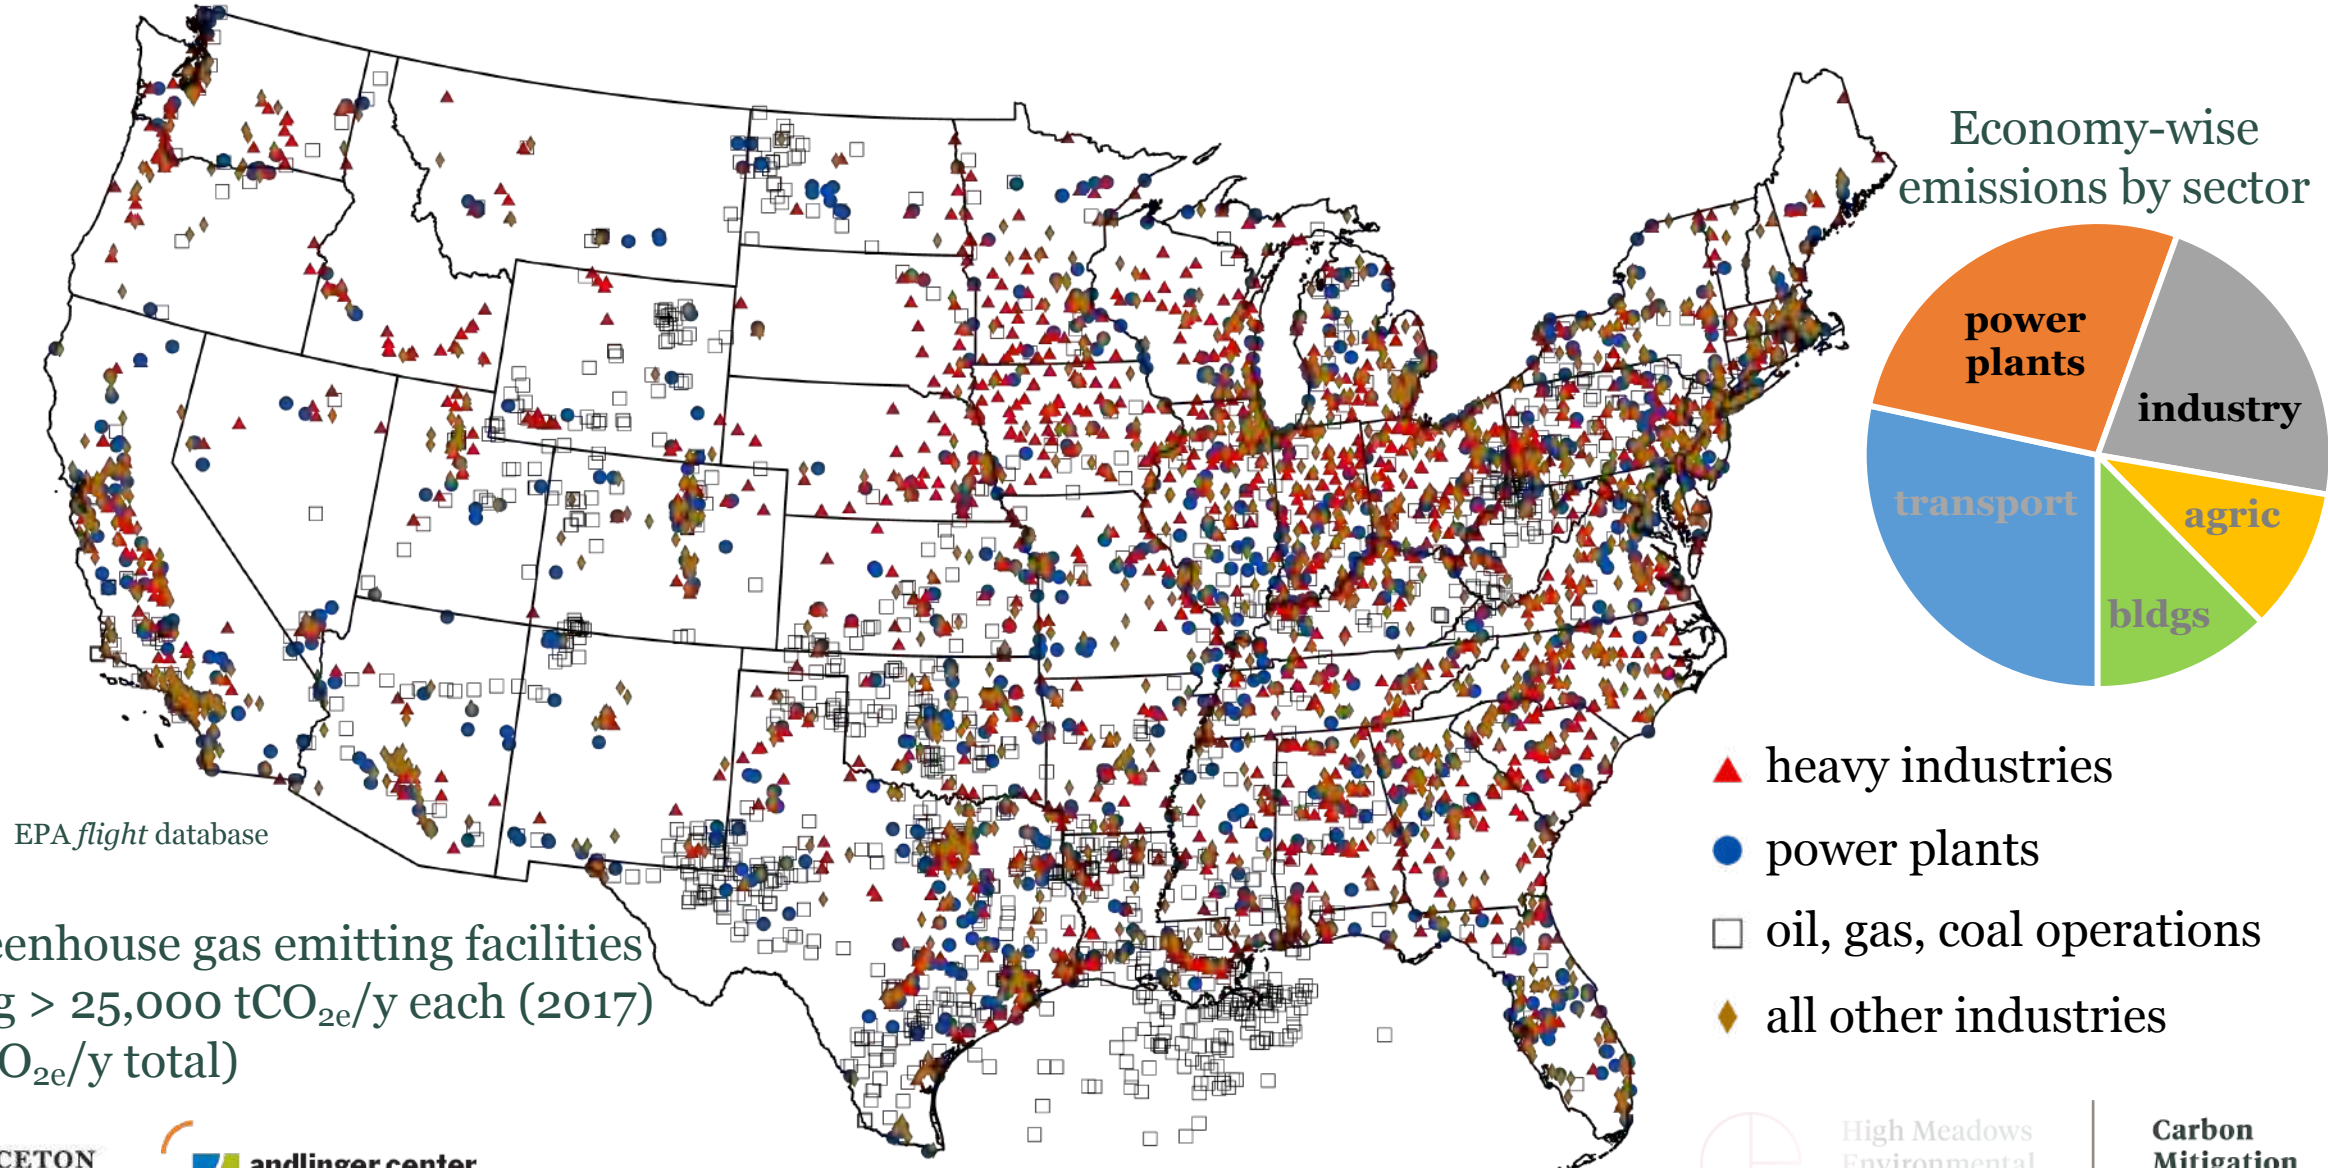 Economy-wise
emissions by sector
power
plants
industry
transport
agric
bldgs
heavy industries
power plants
oil, gas, coal operations
all other industries
EPA flight database
eenhouse gas emitting facilities
g > 25,000 tCO2e/y each (2017)
O2e/y total)
CETON
andlinger center
High Meadows
Environmental
Carbon
Mitigation